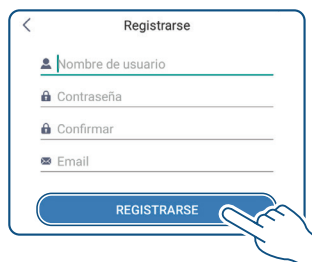 Registrarse
Nombre de usuario
Contraseña
Confirmar
Email
REGISTRARSE